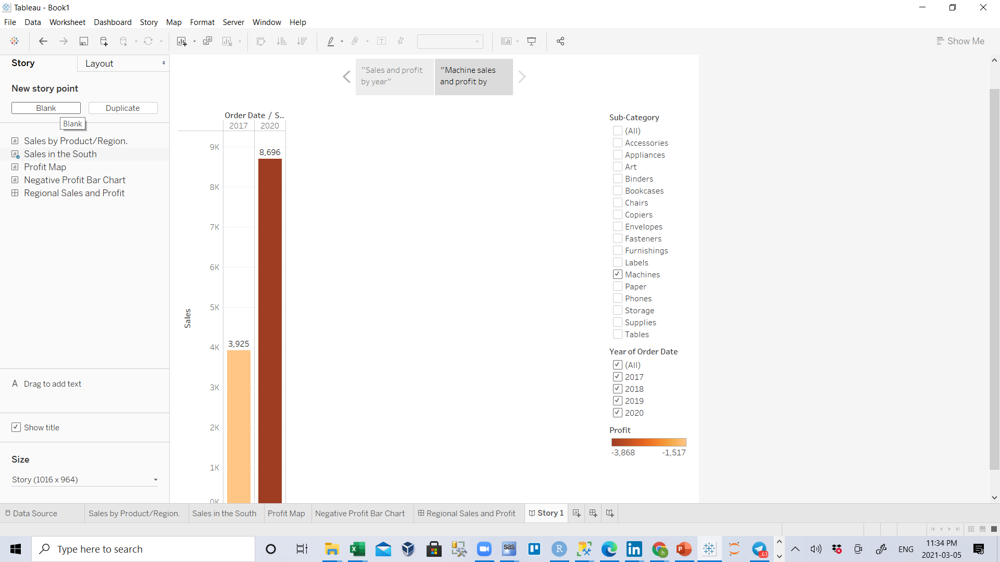 Tableau - Book1
File Data Worksheet Dashboard Story Map Format Server Window Help
Show Me
Story
Layout
New story point
Blank
Duplicate
Blank
Sales by Product/Region.
Sales in the South
Profit Map
Negative Profit Bar Chart
Regional Sales and Profit
A Drag to add text
Show title
Size
Story (1016 x 964)
"Sales and profit
by year"
"Machine sales
and profit by
Order Date / S..
2017 2020
9K
8K
7K
6K
5K
4K
3K
2K
1K
0K
Sales
8,696
3,925
Sub-Category
(All)
Accessories
Appliances
Art
Binders
Bookcases
Chairs
Copiers
Envelopes
Fasteners
Furnishings
Labels
Machines
Paper
Phones
Storage
Supplies
Tables
Year of Order Date
(All)
2017
2018
2019
2020
Profit
-3,868 -1,517
Data Source Sales by Product/Region. Sales in the South Profit Map Negative Profit Bar Chart Regional Sales and Profit Story 1
Type here to search
sas
R
h
P
..63
ENG
11:34 PM
2021-03-05